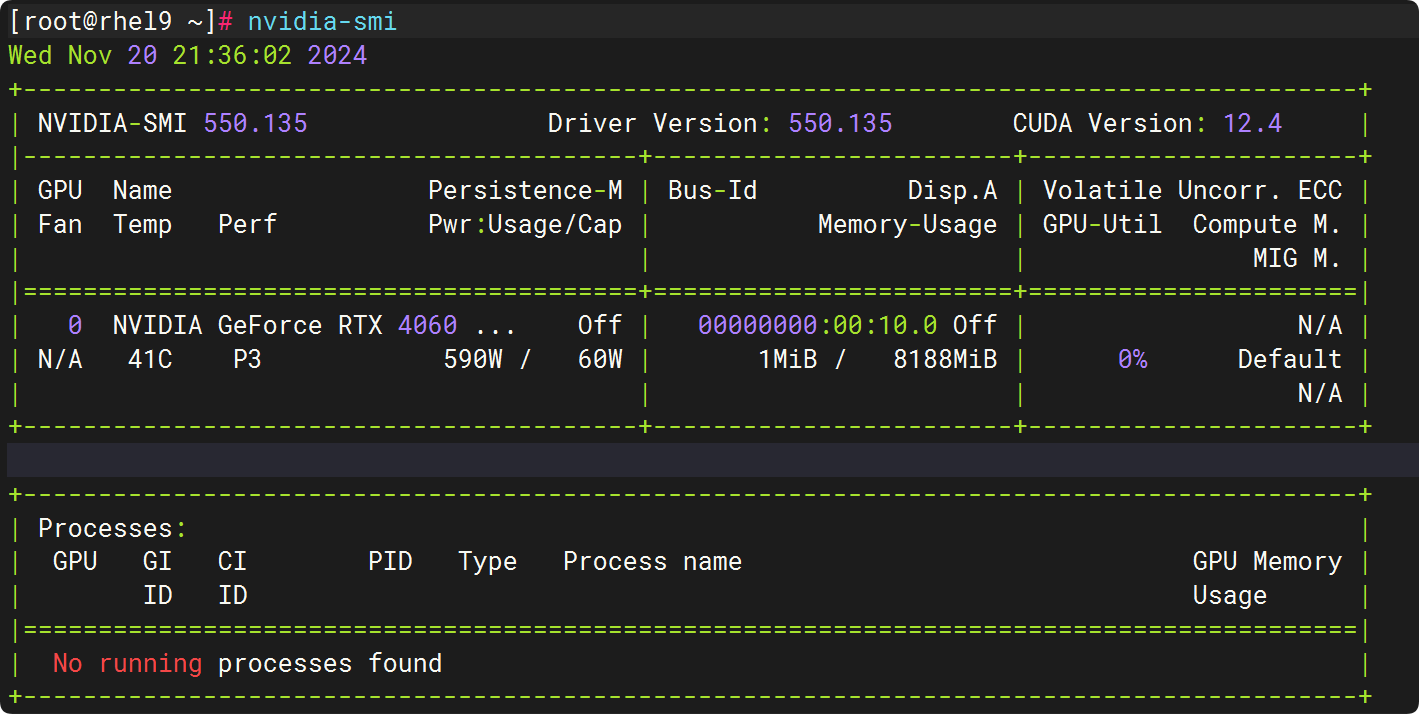 [root@rhel9 ~]# nvidia-smi
Wed Nov 20 21:36:02 2024
+-----------------------------------------------------------------------------------------+
| NVIDIA-SMI 550.135                Driver Version: 550.135        CUDA Version: 12.4     |
|-----------------------------------------+------------------------+----------------------+
| GPU  Name                 Persistence-M | Bus-Id          Disp.A | Volatile Uncorr. ECC |
| Fan  Temp   Perf          Pwr:Usage/Cap |           Memory-Usage | GPU-Util  Compute M. |
|                                         |                        |               MIG M. |
|=========================================+========================+======================|
|   0  NVIDIA GeForce RTX 4060 ...    Off |   00000000:00:10.0 Off |                  N/A |
| N/A   41C    P3            590W /   60W |       1MiB /   8188MiB |      0%      Default |
|                                         |                        |                  N/A |
+-----------------------------------------+------------------------+----------------------+
+-----------------------------------------------------------------------------------------+
| Processes:                                                                              |
|  GPU   GI   CI        PID   Type   Process name                              GPU Memory |
|        ID   ID                                                               Usage      |
|=========================================================================================|
|  No running processes found                                                             |
+-----------------------------------------------------------------------------------------+